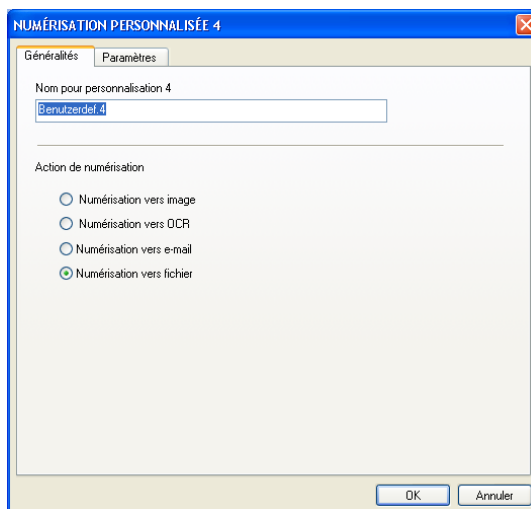 NUMÉRISATION PERSONNALISÉE 4
Généralités Paramètres
Nom pour personnalisation 4
Benutzerdef.4
Action de numérisation
Numérisation vers image
Numérisation vers OCR
Numérisation vers e-mail
Numérisation vers fichier
OK Annuler